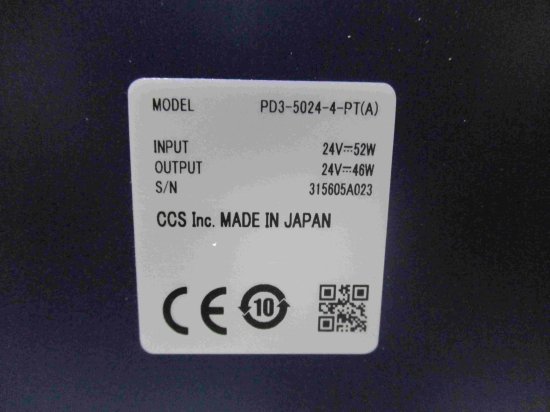 MODEL PD3-5024-4-PT(A)
INPUT 24V⎓52W
OUTPUT 24V⎓46W
S/N 315605A023
CCS Inc. MADE IN JAPAN
CE 10